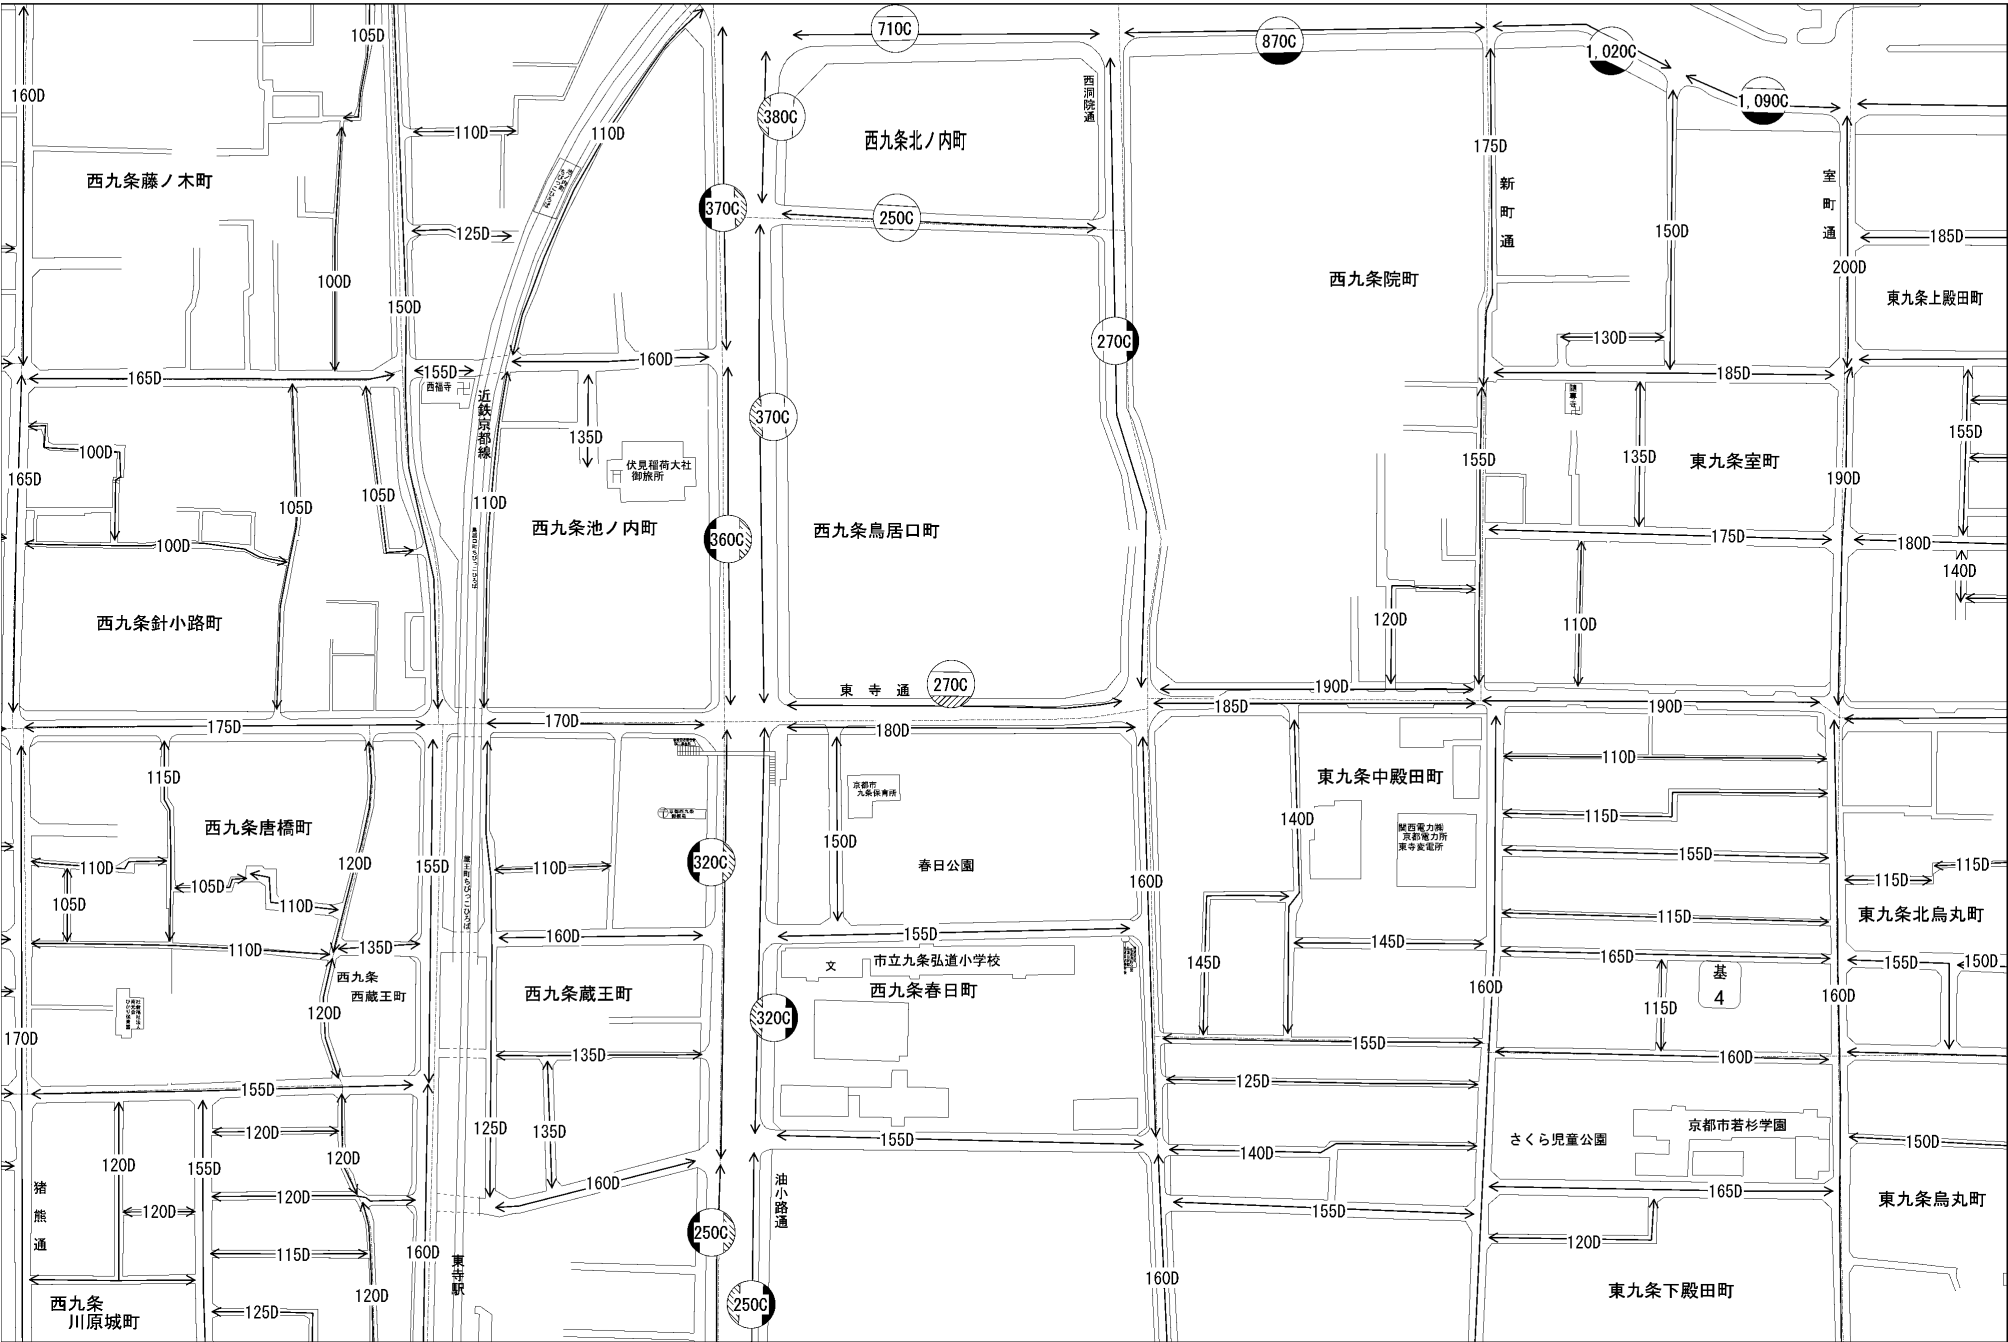 105D
710C
870C
1,020C
160D
1,090C
380C
110D
110D
西洞院通
西九条北ノ内町
175D
西九条藤ノ木町
新町通
室町通
370C
250C
125D
150D
185D
100D
150D
西九条院町
200D
東九条上殿田町
270C
130D
160D
155D
165D
西福寺
185D
近鉄京都線
370C
135D
100D
165D
105D
105D
110D
伏見稲荷大社
御旅所
155D
135D
東九条室町
155D
190D
西九条池ノ内町
360C
西九条鳥居口町
100D
175D
180D
140D
西九条針小路町
120D
110D
東寺通
270C
190D
175D
170D
180D
185D
190D
115D
110D
京都市
九条保育所
東九条中殿田町
西九条唐橋町
140D
115D
関西電力㈱
京都電力所
東寺変電所
120D
155D
320C
150D
春日公園
155D
110D
110D
105D
160D
115D
115D
105D
110D
115D
東九条北烏丸町
110D
135D
160D
155D
145D
165D
市立九条弘道小学校
文
145D
155D
150D
西九条
西蔵王町
西九条蔵王町
西九条春日町
基
4
160D
115D
160D
120D
320C
170D
135D
155D
160D
155D
125D
120D
125D
135D
155D
140D
さくら児童公園
京都市若杉学園
150D
120D
155D
120D
160D
165D
猪熊通
120D
120D
油小路通
155D
東九条烏丸町
250C
115D
160D
120D
東寺駅
160D
120D
東九条下殿田町
西九条
川原城町
125D
250C